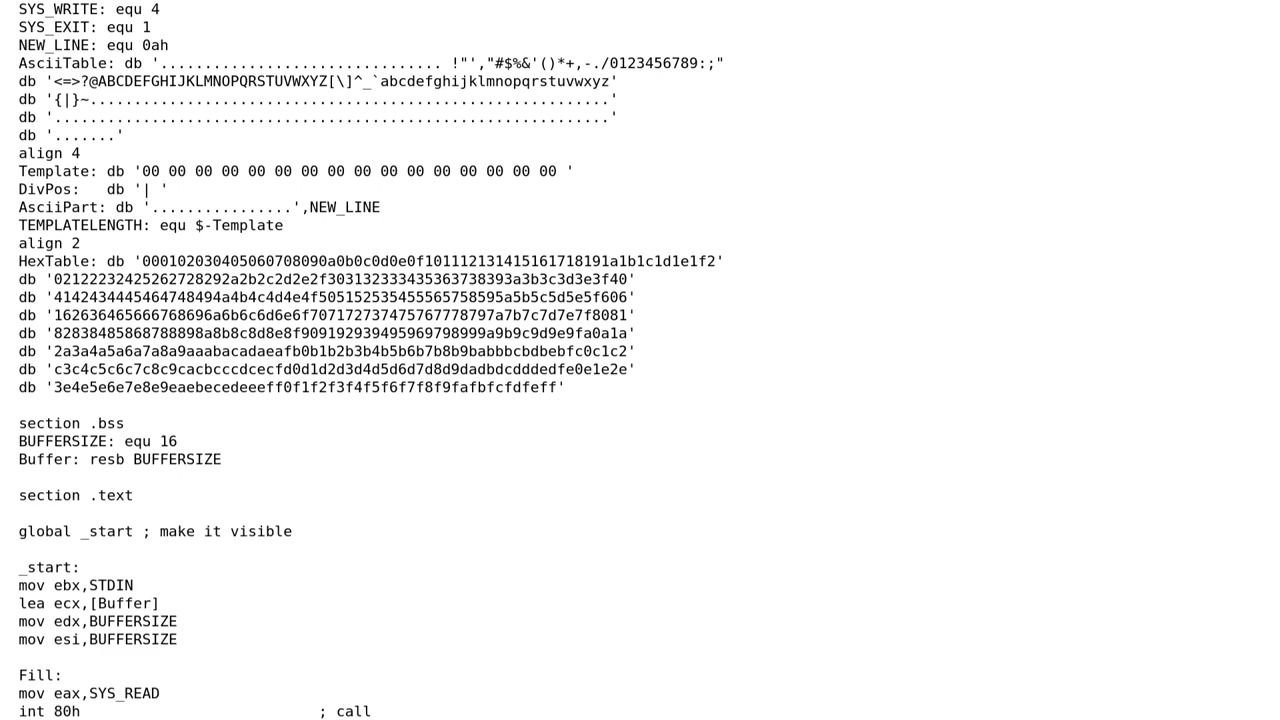 SYS_WRITE: equ 4
SYS_EXIT: equ 1
NEW_LINE: equ 0ah
AsciiTable: db '................................ !"',"#$%&'()*+,-./0123456789:;"
db '<=>?@ABCDEFGHIJKLMNOPQRSTUVWXYZ[\]^_`abcdefghijklmnopqrstuvwxyz'
db '{|}~...........................................................'
db '...............................................................'
db '.......'
align 4
Template: db '00 00 00 00 00 00 00 00 00 00 00 00 00 00 00 00 '
DivPos:   db '| '
AsciiPart: db '................',NEW_LINE
TEMPLATELENGTH: equ $-Template
align 2
HexTable: db '000102030405060708090a0b0c0d0e0f101112131415161718191a1b1c1d1e1f2'
db '02122232425262728292a2b2c2d2e2f303132333435363738393a3b3c3d3e3f40'
db '4142434445464748494a4b4c4d4e4f505152535455565758595a5b5c5d5e5f606'
db '162636465666768696a6b6c6d6e6f707172737475767778797a7b7c7d7e7f8081'
db '82838485868788898a8b8c8d8e8f909192939495969798999a9b9c9d9e9fa0a1a'
db '2a3a4a5a6a7a8a9aaabacadaeafb0b1b2b3b4b5b6b7b8b9babbbcbdbebfc0c1c2'
db 'c3c4c5c6c7c8c9cacbcccdcecfd0d1d2d3d4d5d6d7d8d9dadbdcdddedfe0e1e2e'
db '3e4e5e6e7e8e9eaebecedeeeff0f1f2f3f4f5f6f7f8f9fafbfcfdfeff'
section .bss
BUFFERSIZE: equ 16
Buffer: resb BUFFERSIZE
section .text
global _start ; make it visible
_start:
mov ebx,STDIN
lea ecx,[Buffer]
mov edx,BUFFERSIZE
mov esi,BUFFERSIZE
Fill:
mov eax,SYS_READ
int 80h                           ; call